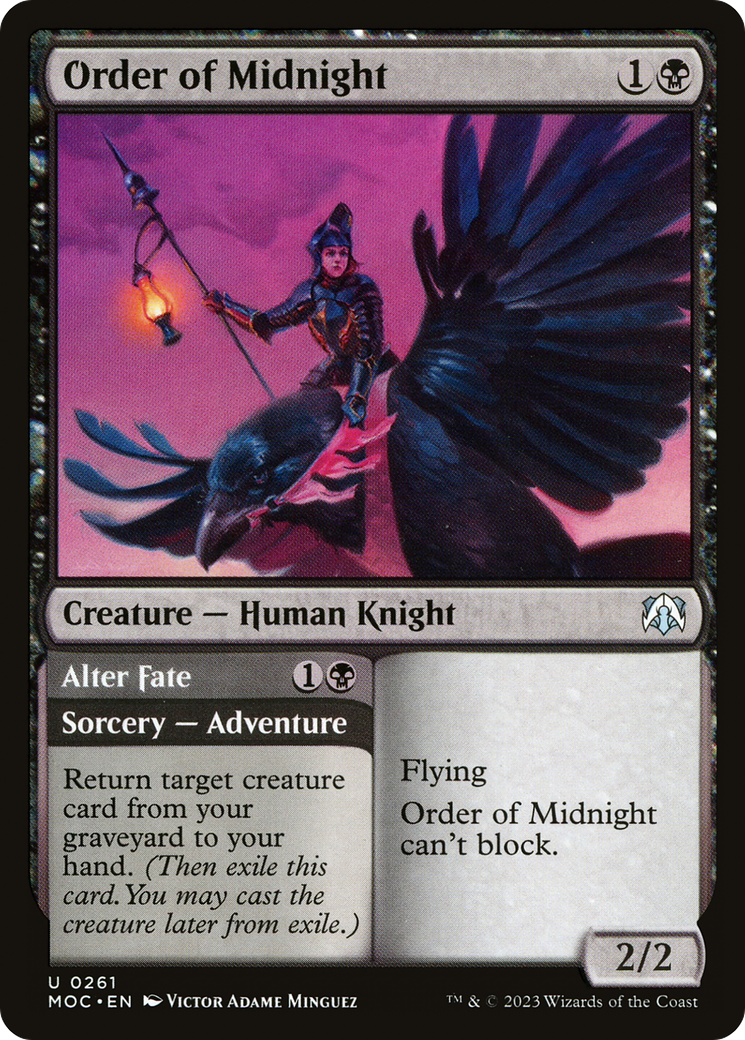 Order of Midnight 1
Creature — Human Knight
Alter Fate 1
Sorcery — Adventure
Return target creature
card from your
graveyard to your
hand. (Then exile this
card. You may cast the
creature later from exile.)
Flying
Order of Midnight
can't block.
2/2
U 0261
MOC • EN Victor Adame Minguez
™ & © 2023 Wizards of the Coast